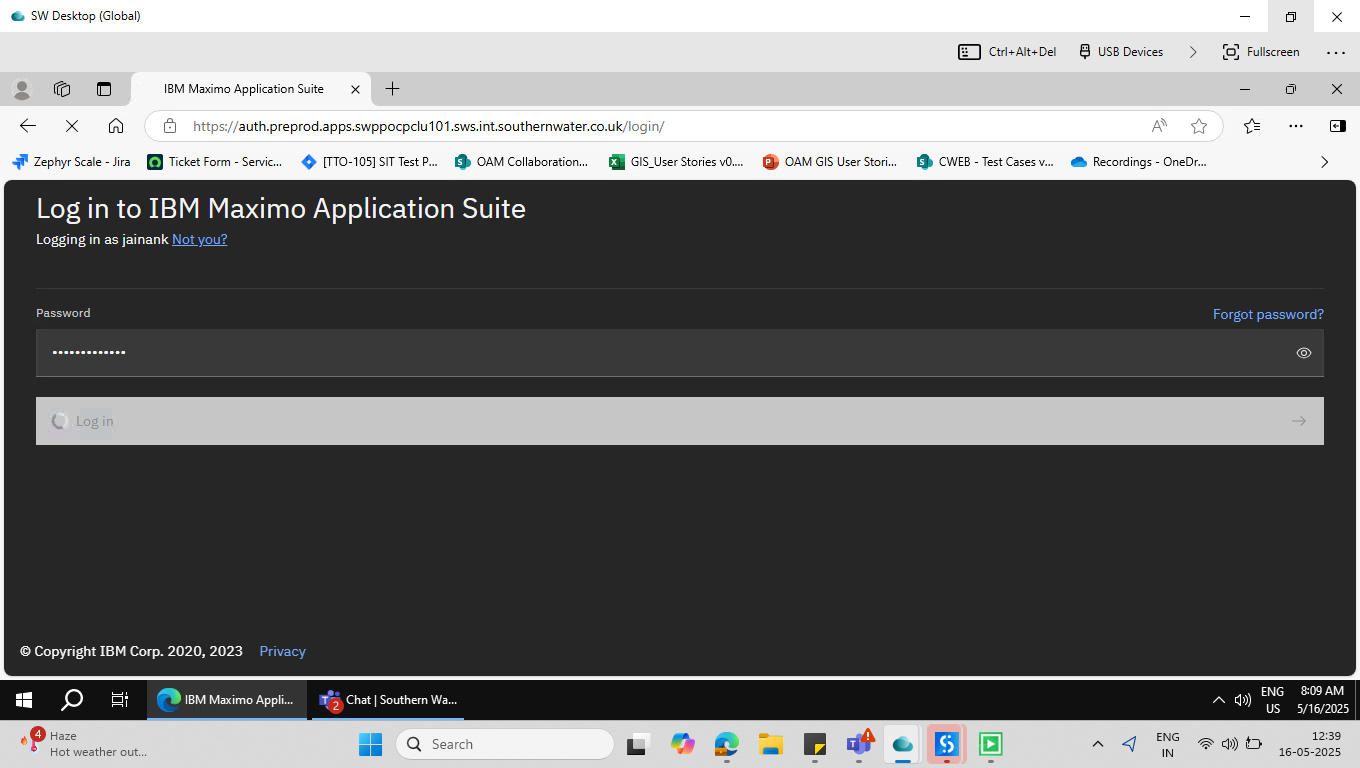 SW Desktop (Global)
Ctrl+Alt+Del USB Devices Fullscreen
IBM Maximo Application Suite
https://auth.preprod.apps.swppocpclu101.sws.int.southernwater.co.uk/login/
Zephyr Scale - Jira Ticket Form - Servic... [TTO-105] SIT Test P... OAM Collaboration... GIS_User Stories v0.... OAM GIS User Stori... CWEB - Test Cases v... Recordings - OneDr...
Log in to IBM Maximo Application Suite
Logging in as jainank Not you?
Password Forgot password?
Log in
© Copyright IBM Corp. 2020, 2023 Privacy
IBM Maximo Appli... 2 Chat | Southern Wa... ENG 8:09 AM
US 5/16/2025
4 Haze Search ENG 12:39
Hot weather out... IN 16-05-2025